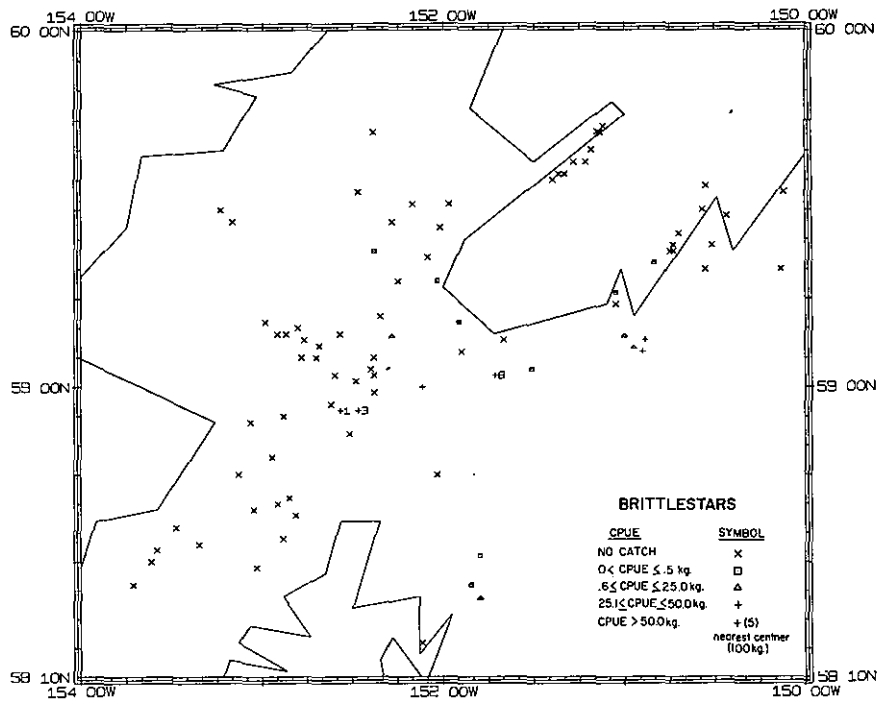 154 00W 152 00W 150 00W
60 00N 60 00N
59 00N 59 00N
+6
+1 +3
BRITTLESTARS
CPUE SYMBOL
NO CATCH ×
0< CPUE ≤ .5 kg. □
.6≤ CPUE ≤25.0kg. △
25.1≤CPUE ≤50.0kg. +
CPUE > 50.0kg. +(5)
nearest centner
(100kg.)
58 10N 58 10N
154 00W 152 00W 150 00W